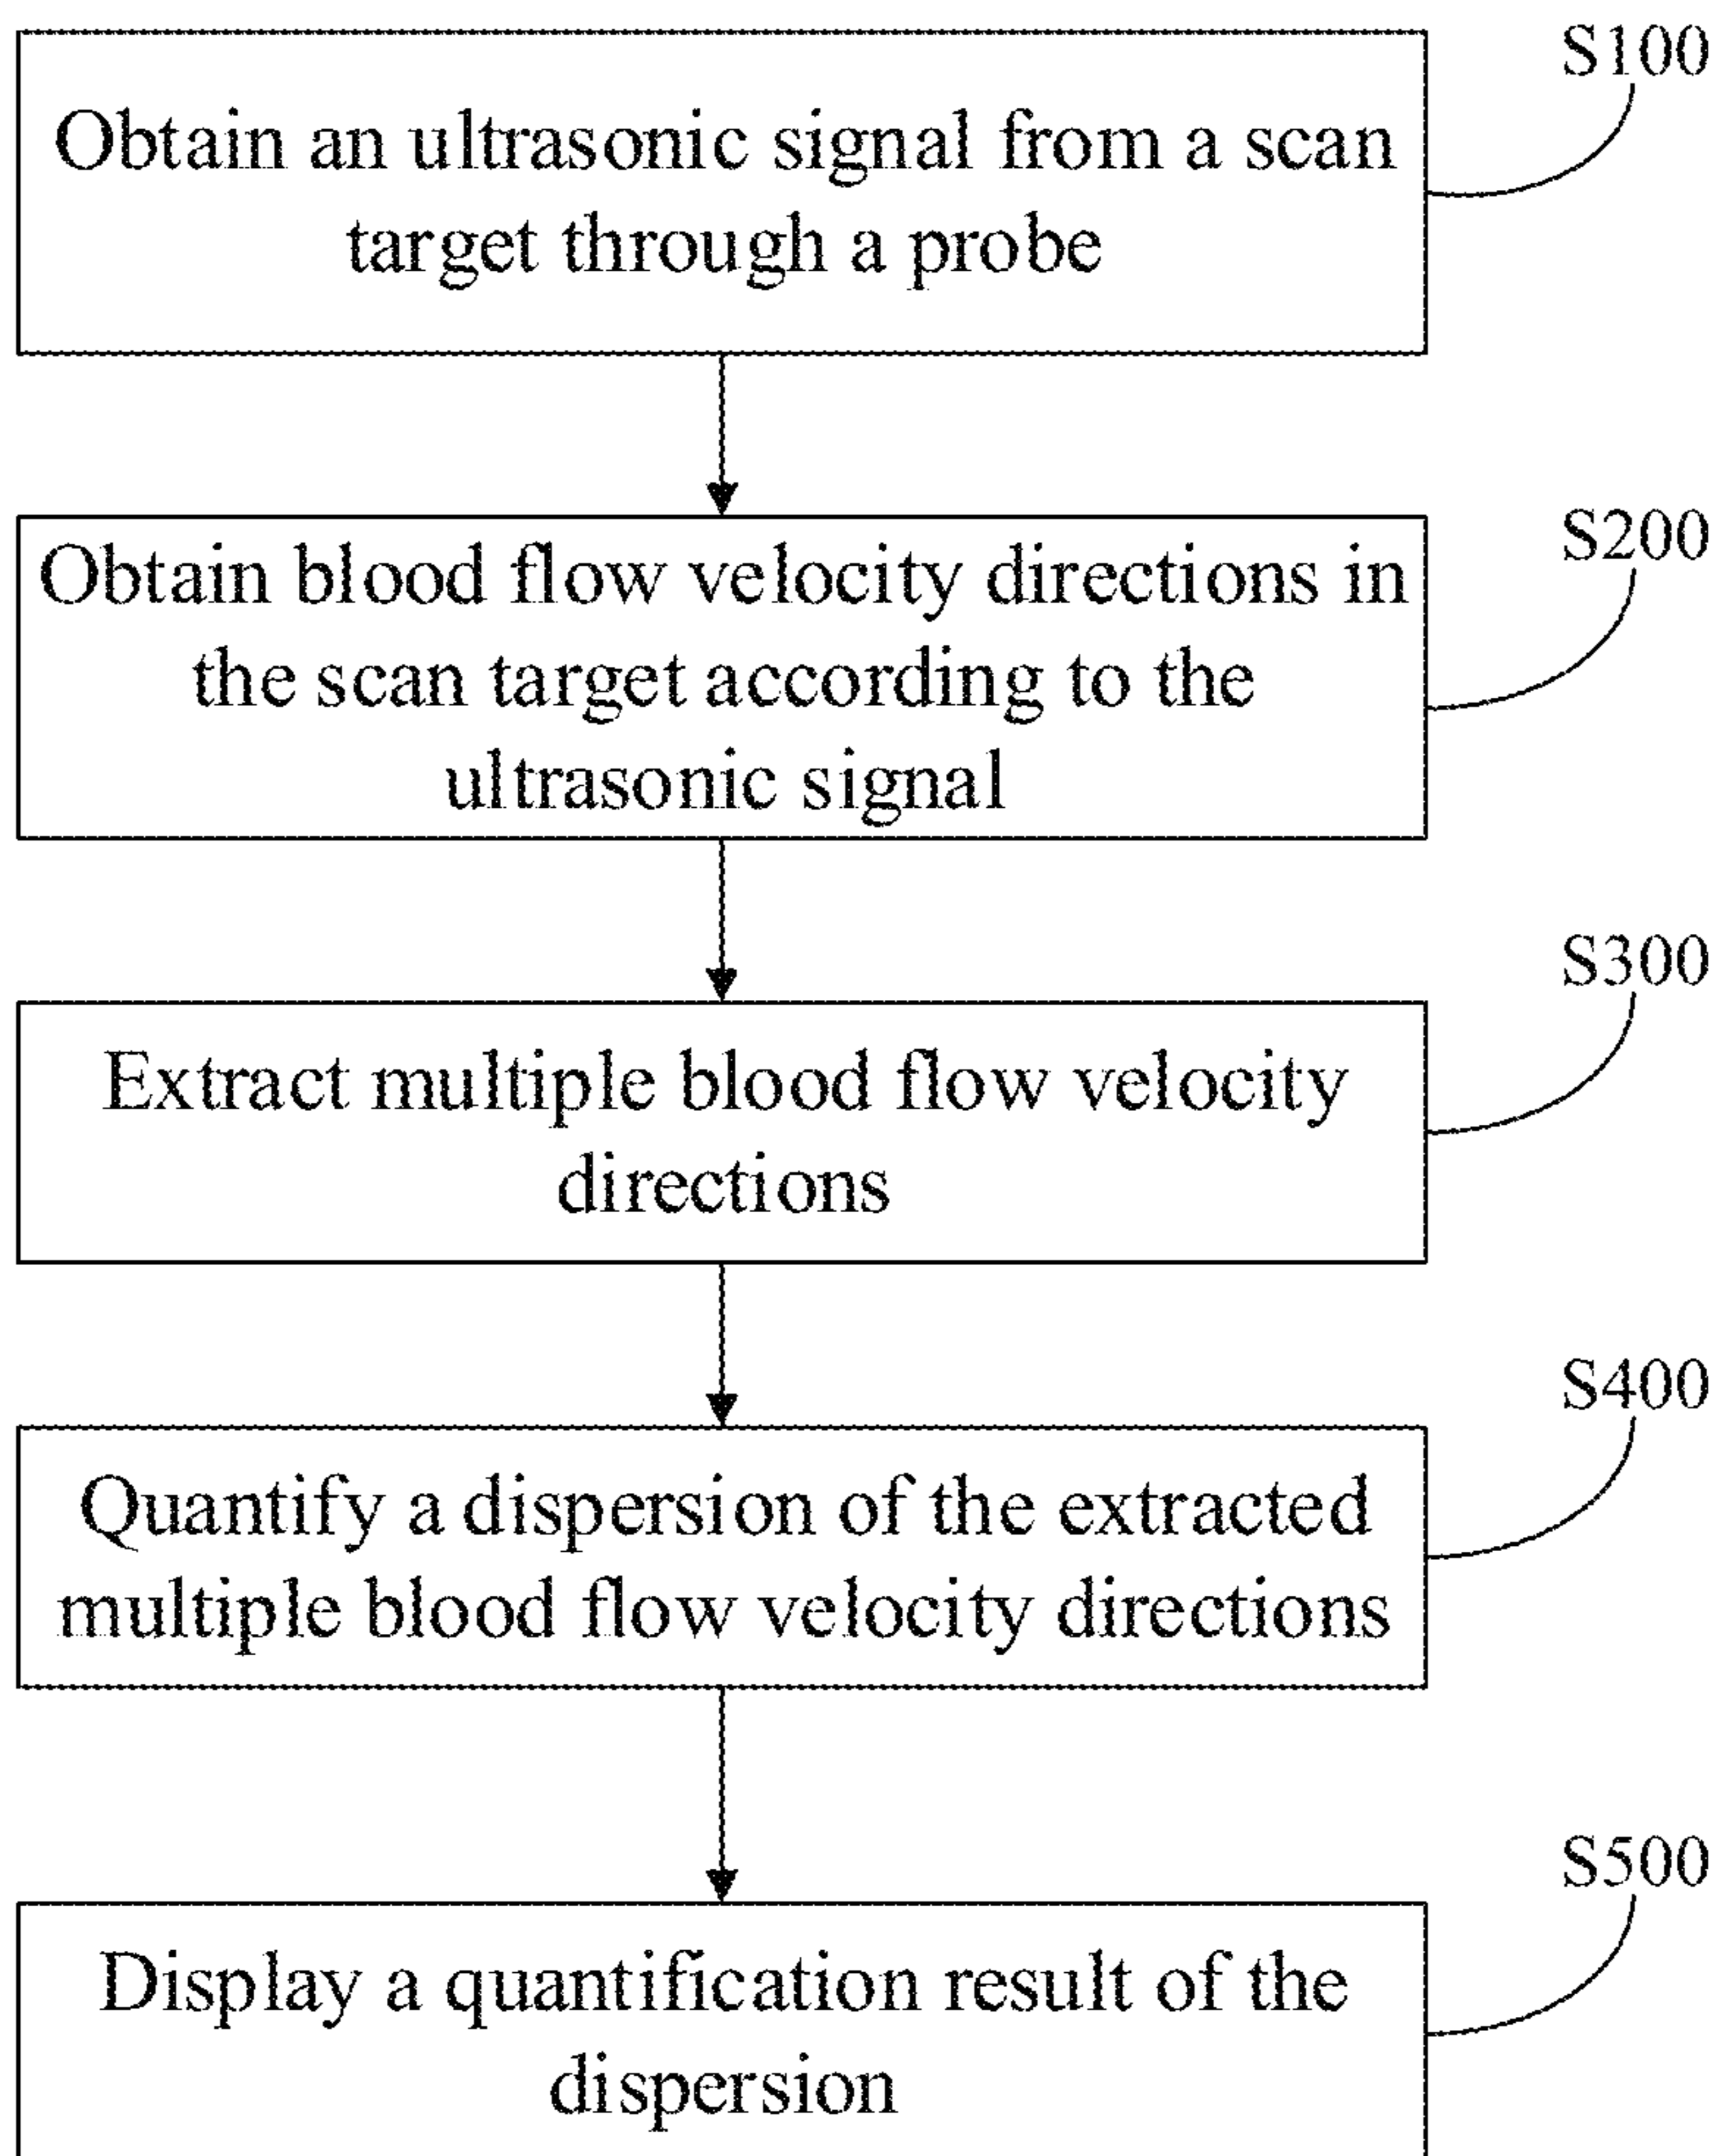 S100
Obtain an ultrasonic signal from a scan
target through a probe
S200
Obtain blood flow velocity directions in
the scan target according to the
ultrasonic signal
S300
Extract multiple blood flow velocity
directions
S400
Quantify a dispersion of the extracted
multiple blood flow velocity directions
S500
Display a quantification result of the
dispersion